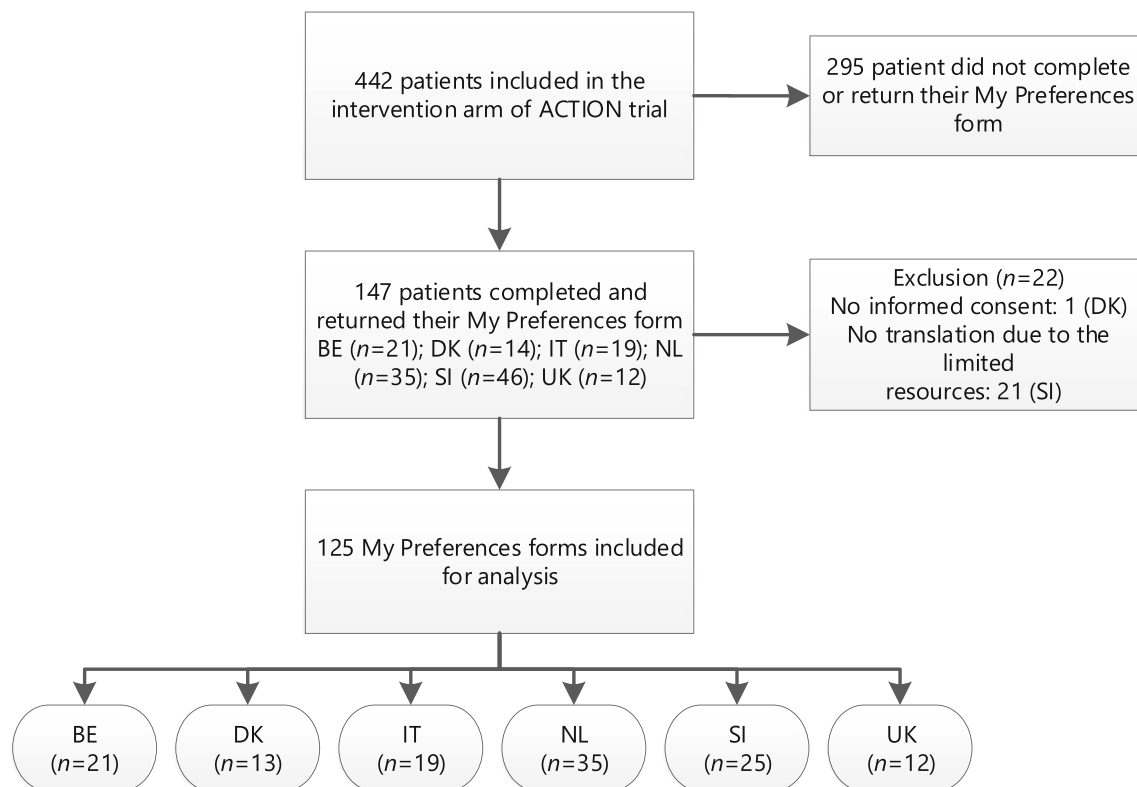 442 patients included in the
intervention arm of ACTION trial
295 patient did not complete
or return their My Preferences
form
147 patients completed and
returned their My Preferences form
BE (n=21); DK (n=14); IT (n=19); NL
(n=35); SI (n=46); UK (n=12)
Exclusion (n=22)
No informed consent: 1 (DK)
No translation due to the
limited
resources: 21 (SI)
125 My Preferences forms included
for analysis
BE
(n=21)
DK
(n=13)
IT
(n=19)
NL
(n=35)
SI
(n=25)
UK
(n=12)